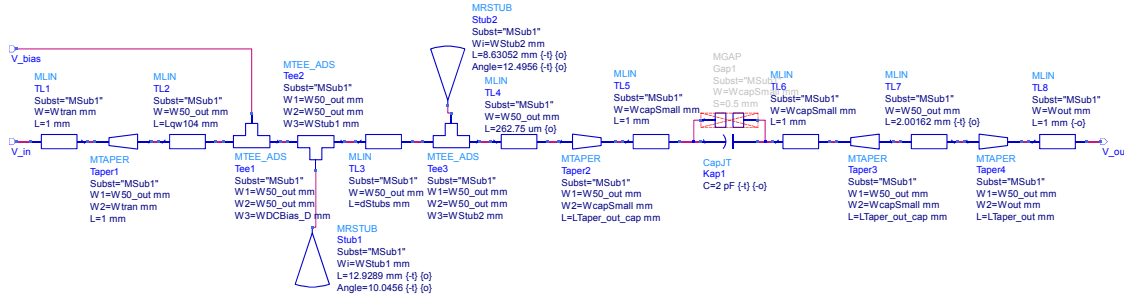 V_bias
MLIN
TL1
Subst="MSub1"
W=Wtran mm
L=1 mm
V_in
MTAPER
Taper1
Subst="MSub1"
W1=W50_out mm
W2=Wtran mm
L=1 mm
MLIN
TL2
Subst="MSub1"
W=W50_out mm
L=Lqw104 mm
MTEE_ADS
Tee1
Subst="MSub1"
W1=W50_out mm
W2=W50_out mm
W3=WDCBias_D mm
MTEE_ADS
Tee2
Subst="MSub1"
W1=W50_out mm
W2=W50_out mm
W3=WStub1 mm
MRSTUB
Stub1
Subst="MSub1"
Wi=WStub1 mm
L=12.9289 mm {-t} {o}
Angle=10.0456 {-t} {o}
MLIN
TL3
Subst="MSub1"
W=W50_out mm
L=dStubs mm
MTEE_ADS
Tee3
Subst="MSub1"
W1=W50_out mm
W2=W50_out mm
W3=WStub2 mm
MRSTUB
Stub2
Subst="MSub1"
Wi=WStub2 mm
L=8.63052 mm {-t} {o}
Angle=12.4956 {-t} {o}
MLIN
TL4
Subst="MSub1"
W=W50_out mm
L=262.75 um {-o}
MTAPER
Taper2
Subst="MSub1"
W1=W50_out mm
W2=WcapSmall mm
L=LTaper_out_cap mm
MLIN
TL5
Subst="MSub1"
W=WcapSmall mm
L=1 mm
MGAP
Gap1
Subst="MSub1"
W=WcapSmall mm
S=0.5 mm
CapJT
Kap1
C=2 pF {-t} {-o}
MLIN
TL6
Subst="MSub1"
W=WcapSmall mm
L=1 mm
MTAPER
Taper3
Subst="MSub1"
W1=W50_out mm
W2=WcapSmall mm
L=LTaper_out_cap mm
MLIN
TL7
Subst="MSub1"
W=W50_out mm
L=2.00162 mm {-t} {o}
MTAPER
Taper4
Subst="MSub1"
W1=W50_out mm
W2=Wout mm
L=LTaper_out mm
MLIN
TL8
Subst="MSub1"
W=Wout mm
L=1 mm {-o}
V_out